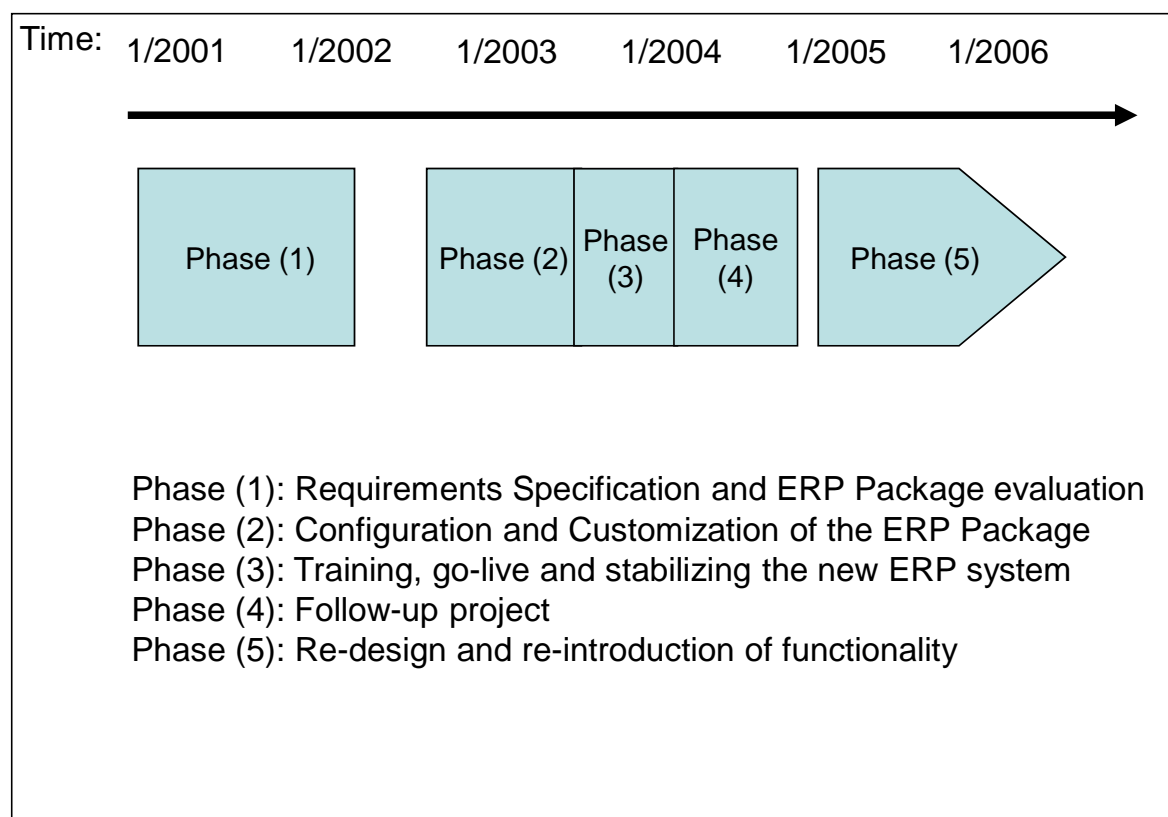 Time: 1/2001 1/2002 1/2003 1/2004 1/2005 1/2006
Phase (1)
Phase (2)
Phase
(3)
Phase
(4)
Phase (5)
Phase (1): Requirements Specification and ERP Package evaluation
Phase (2): Configuration and Customization of the ERP Package
Phase (3): Training, go-live and stabilizing the new ERP system
Phase (4): Follow-up project
Phase (5): Re-design and re-introduction of functionality